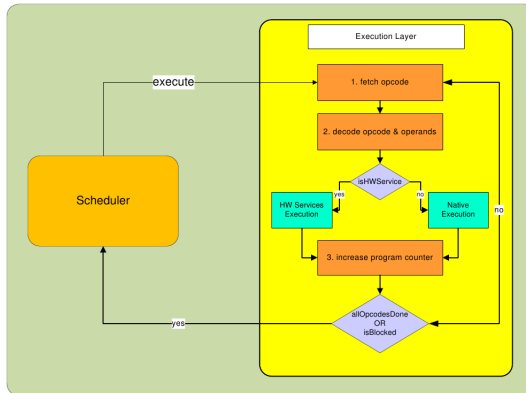 Execution Layer
execute
1. fetch opcode
2. decode opcode & operands
isHWService
yes
no
Scheduler
HW Services
Execution
Native
Execution
no
3. increase program counter
allOpcodesDone
OR
isBlocked
yes